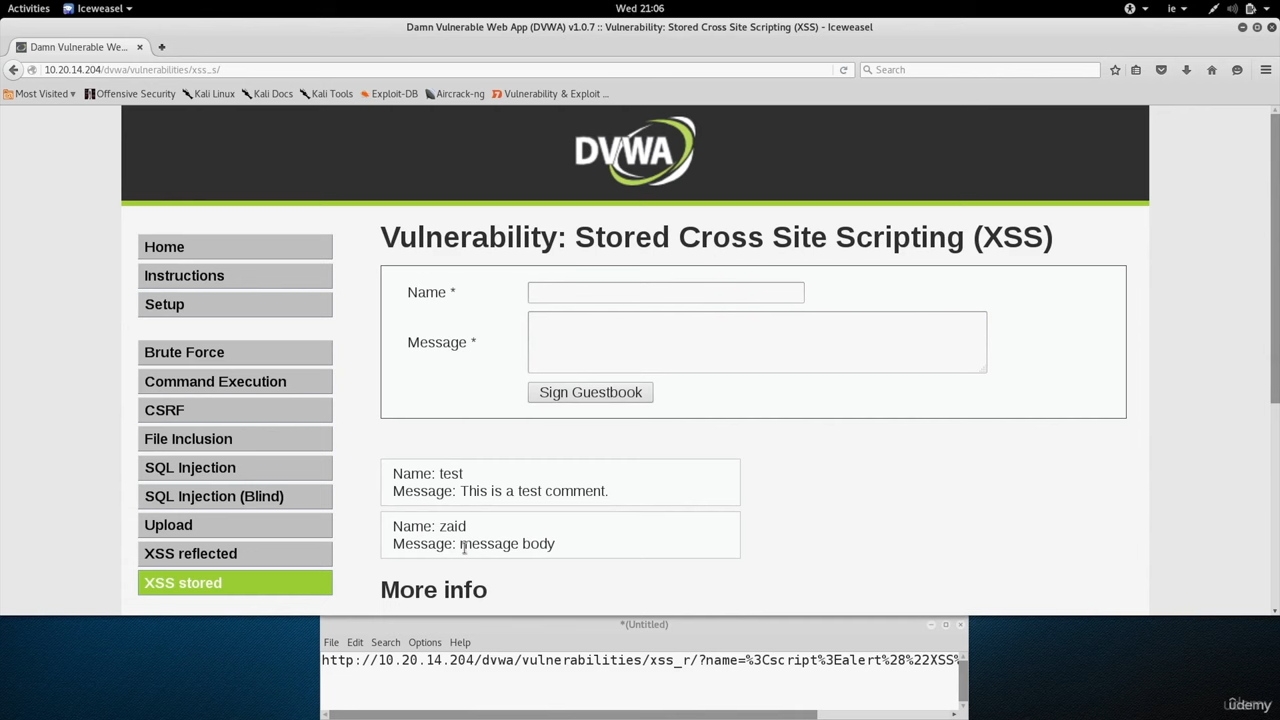 Activities Iceweasel ▾ Wed 21:06 ie ▾
Damn Vulnerable Web App (DVWA) v1.0.7 :: Vulnerability: Stored Cross Site Scripting (XSS) - Iceweasel
Damn Vulnerable We... × +
10.20.14.204/dvwa/vulnerabilities/xss_s/ Search
Most Visited ▾ Offensive Security Kali Linux Kali Docs Kali Tools Exploit-DB Aircrack-ng Vulnerability & Exploit ...
DVWA
Vulnerability: Stored Cross Site Scripting (XSS)
Home
Instructions
Setup
Brute Force
Command Execution
CSRF
File Inclusion
SQL Injection
SQL Injection (Blind)
Upload
XSS reflected
XSS stored
Name *
Message *
Sign Guestbook
Name: test
Message: This is a test comment.
Name: zaid
Message: message body
More info
*(Untitled)
File Edit Search Options Help
http://10.20.14.204/dvwa/vulnerabilities/xss_r/?name=%3Cscript%3Ealert%28%22XSS%
ûdemy